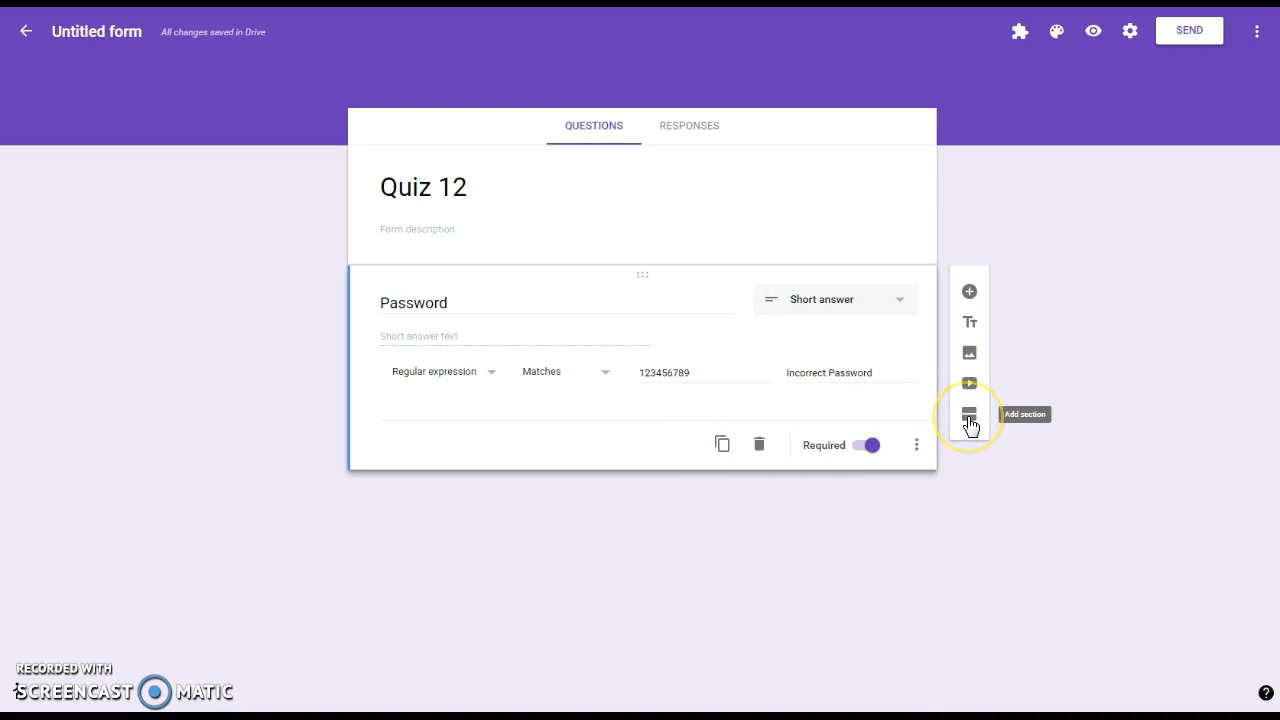 Untitled form
All changes saved in Drive
SEND
QUESTIONS
RESPONSES
Quiz 12
Form description
Password
Short answer
Short answer text
Regular expression
Matches
123456789
Incorrect Password
Add section
Required
RECORDED WITH
SCREENCAST MATIC
?